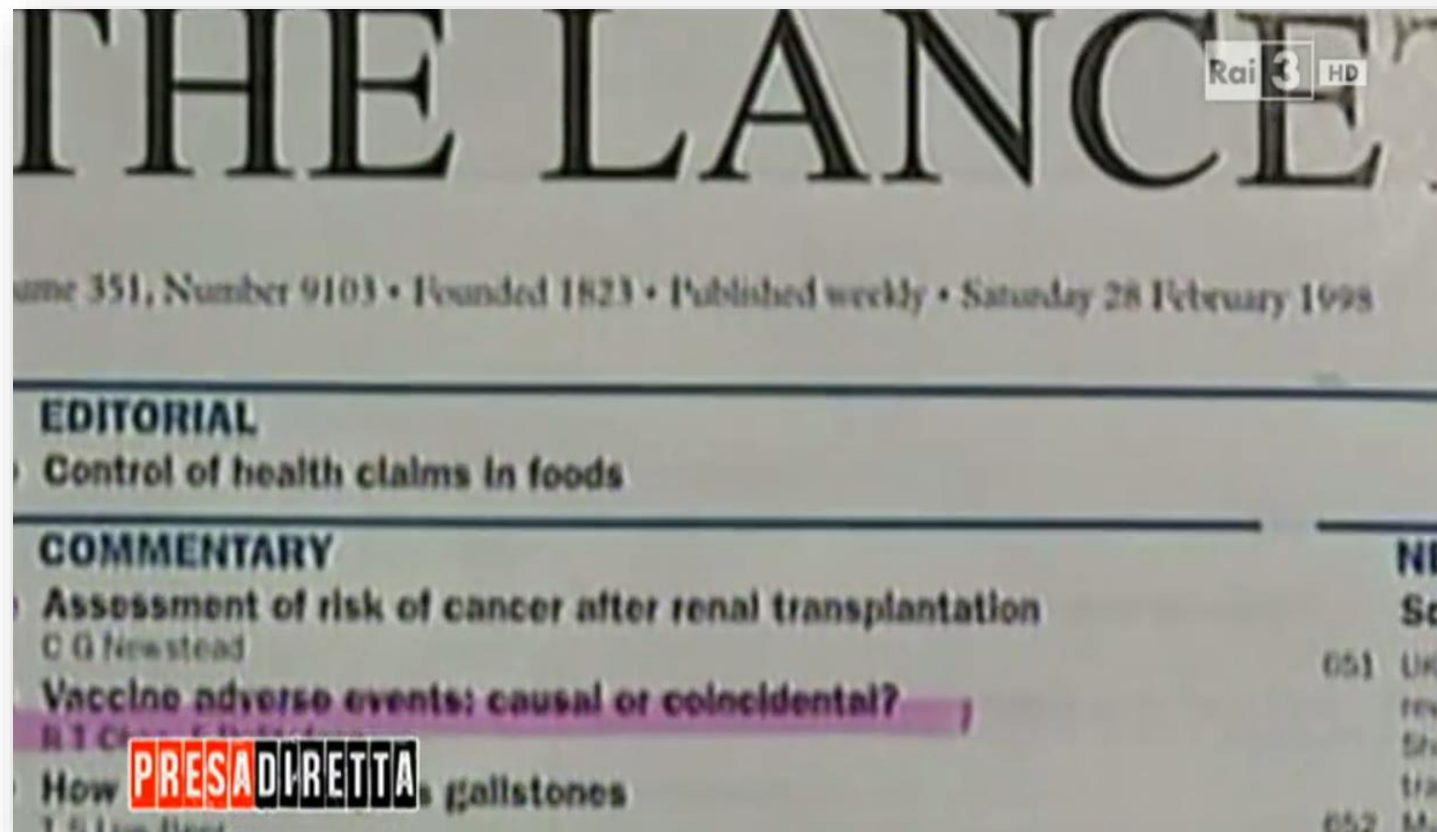 THE LANCE
Rai 3 HD
ume 351, Number 9103 • Founded 1823 • Published weekly • Saturday 28 February 1998
EDITORIAL
Control of health claims in foods
COMMENTARY
Assessment of risk of cancer after renal transplantation
C G Newstead
651
Vaccine adverse events: causal or coincidental?
R T
How
s gallstones
PRESADIRETTA
652